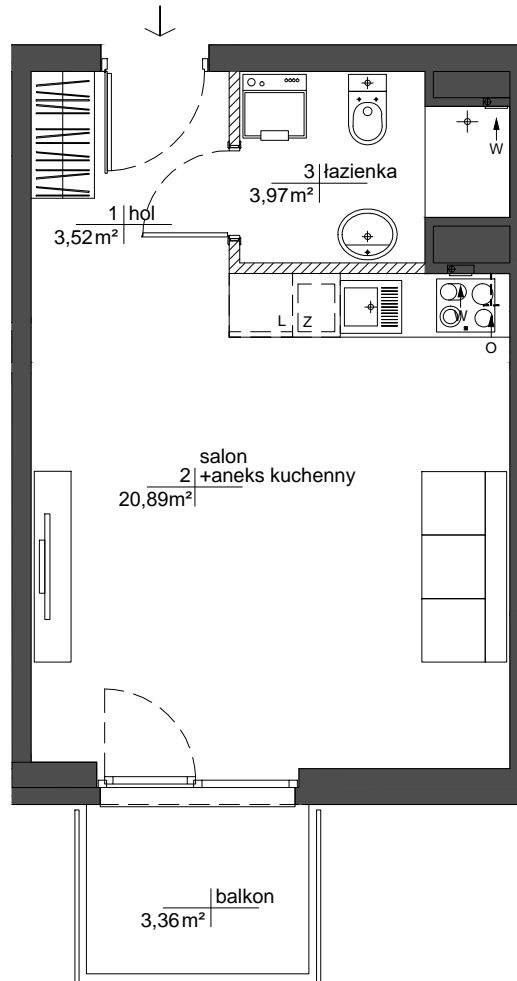 3 łazienka
3,97m²
W
1 hol
3,52m²
L Z
W
O
salon
2 +aneks kuchenny
20,89m²
balkon
3,36m²